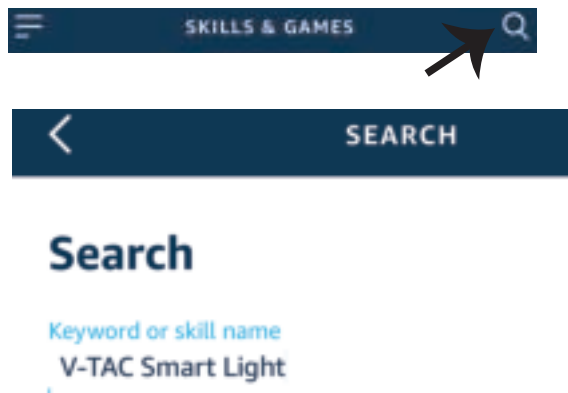 SKILLS & GAMES
SEARCH
Search
Keyword or skill name
V-TAC Smart Light